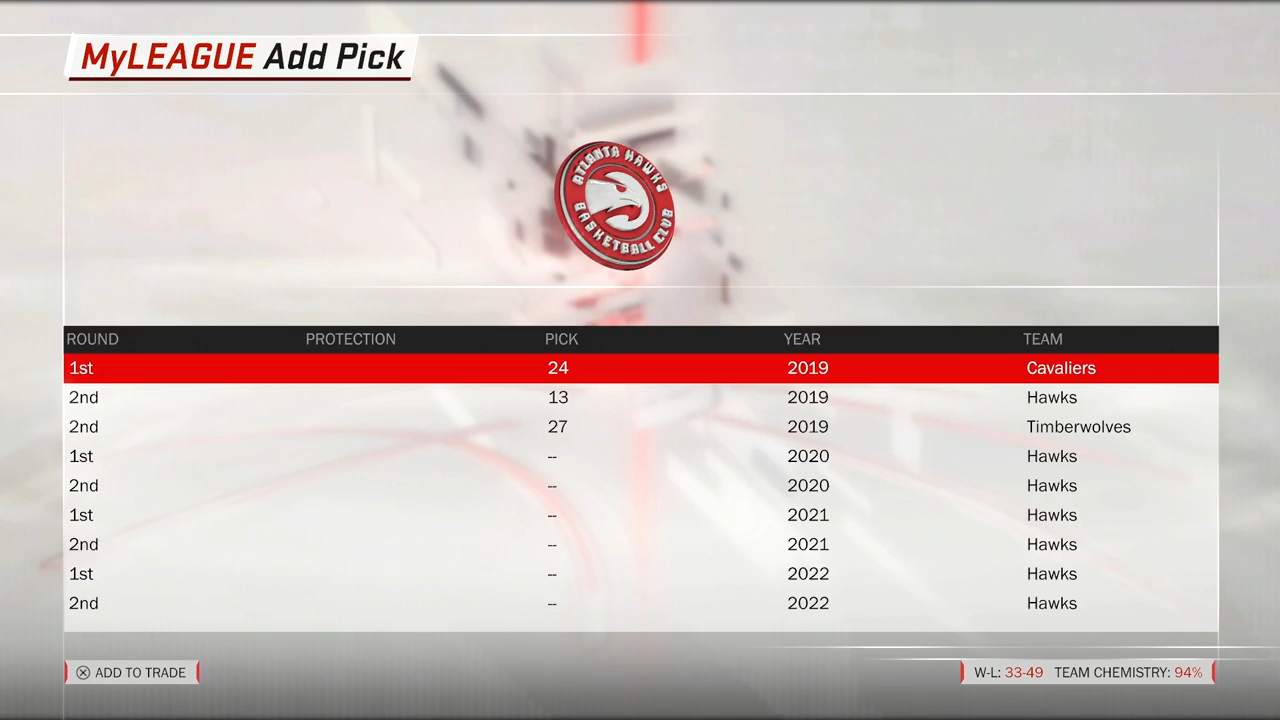 MyLEAGUE Add Pick
ATLANTA HAWKS
BASKETBALL CLUB
ROUND PROTECTION PICK YEAR TEAM
1st 24 2019 Cavaliers
2nd 13 2019 Hawks
2nd 27 2019 Timberwolves
1st -- 2020 Hawks
2nd -- 2020 Hawks
1st -- 2021 Hawks
2nd -- 2021 Hawks
1st -- 2022 Hawks
2nd -- 2022 Hawks
ADD TO TRADE W-L: 33-49 TEAM CHEMISTRY: 94%